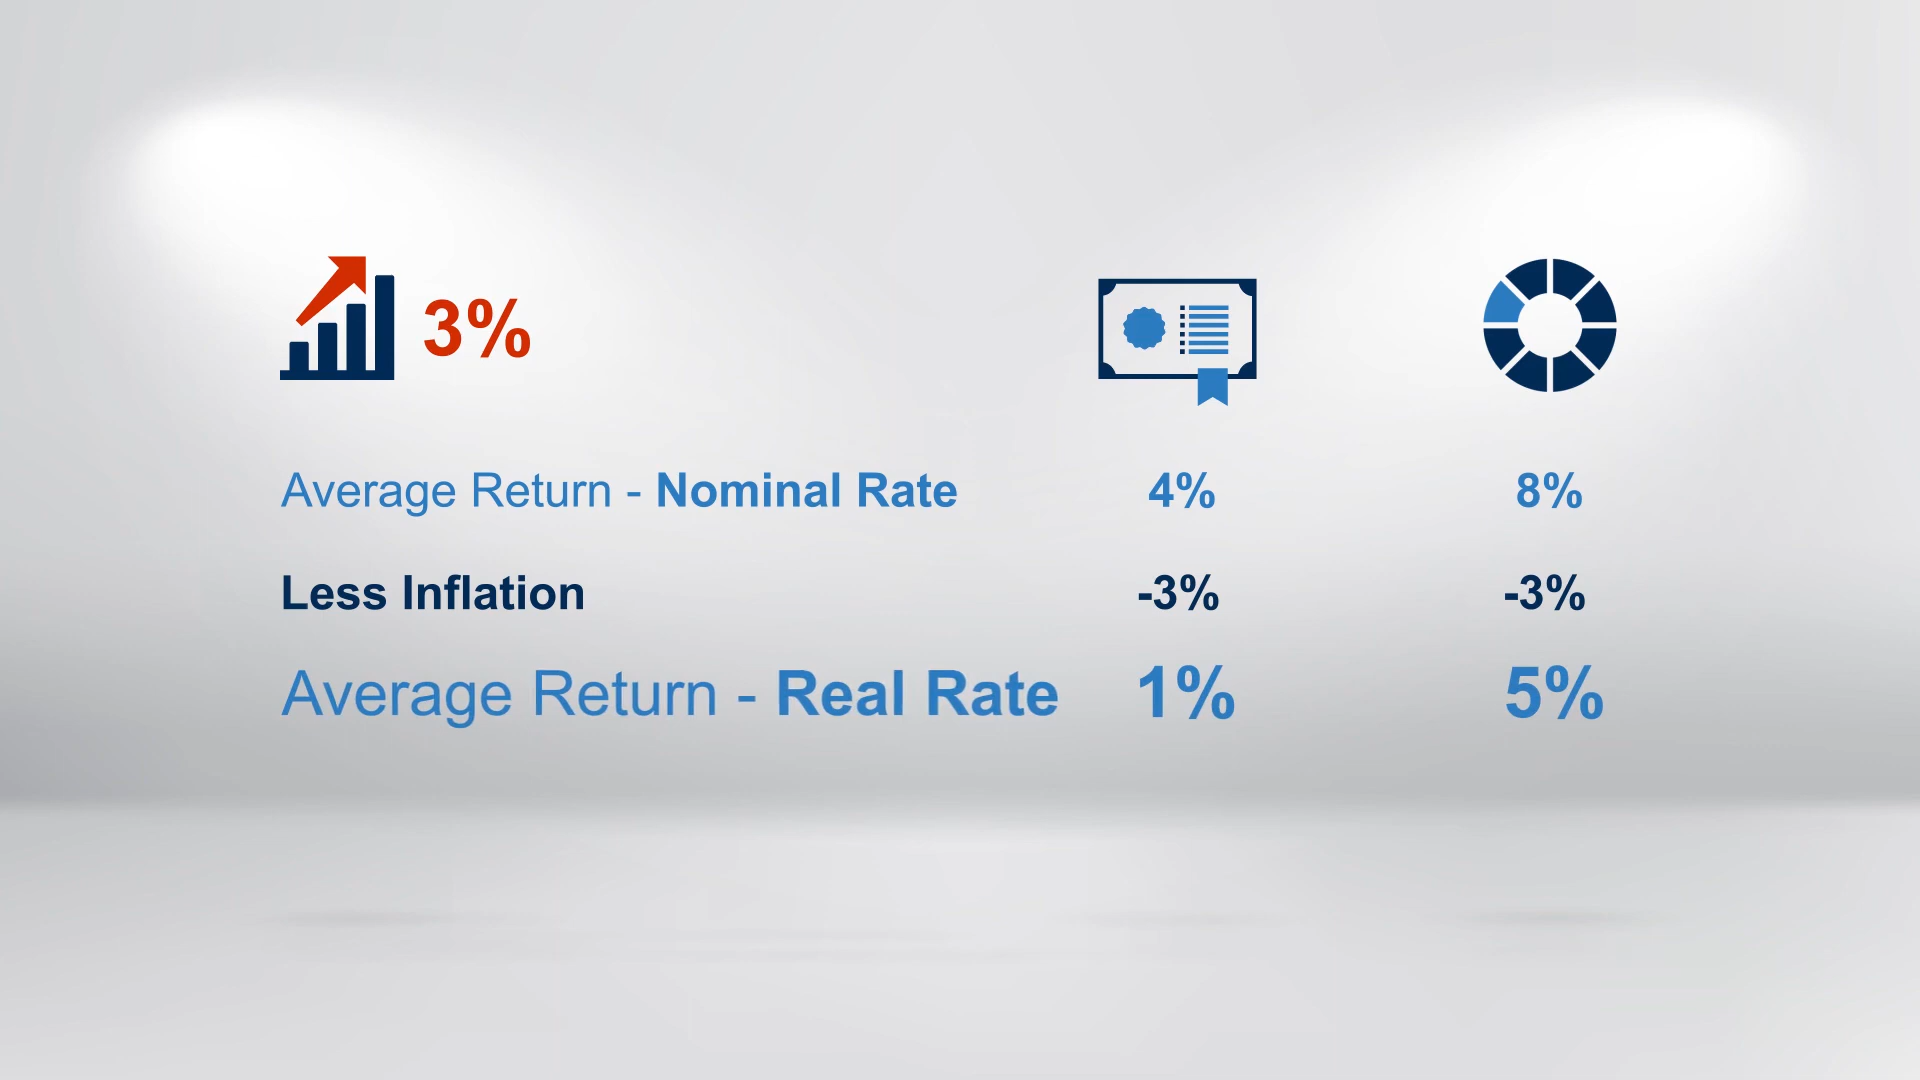 3%
Average Return - Nominal Rate 4% 8%
Less Inflation -3% -3%
Average Return - Real Rate 1% 5%